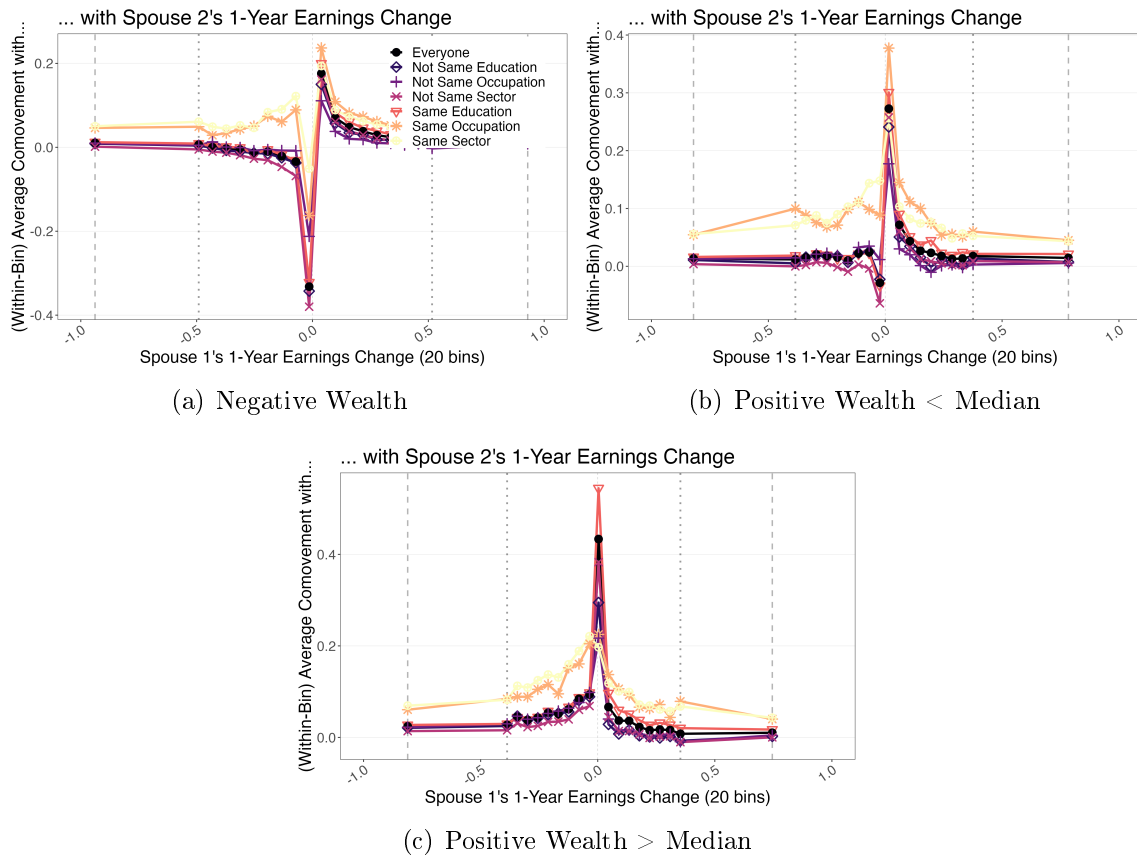 ... with Spouse 2's 1-Year Earnings Change
(Within-Bin) Average Comovement with...
0.2
0.0
-0.2
-0.4
Everyone
Not Same Education
Not Same Occupation
Not Same Sector
Same Education
Same Occupation
Same Sector
-1.0
-0.5
0.0
0.5
1.0
Spouse 1's 1-Year Earnings Change (20 bins)
(a) Negative Wealth
... with Spouse 2's 1-Year Earnings Change
(Within-Bin) Average Comovement with...
0.4
0.3
0.2
0.1
0.0
-1.0
-0.5
0.0
0.5
1.0
Spouse 1's 1-Year Earnings Change (20 bins)
(b) Positive Wealth < Median
... with Spouse 2's 1-Year Earnings Change
(Within-Bin) Average Comovement with...
0.4
0.2
0.0
-1.0
-0.5
0.0
0.5
1.0
Spouse 1's 1-Year Earnings Change (20 bins)
(c) Positive Wealth > Median